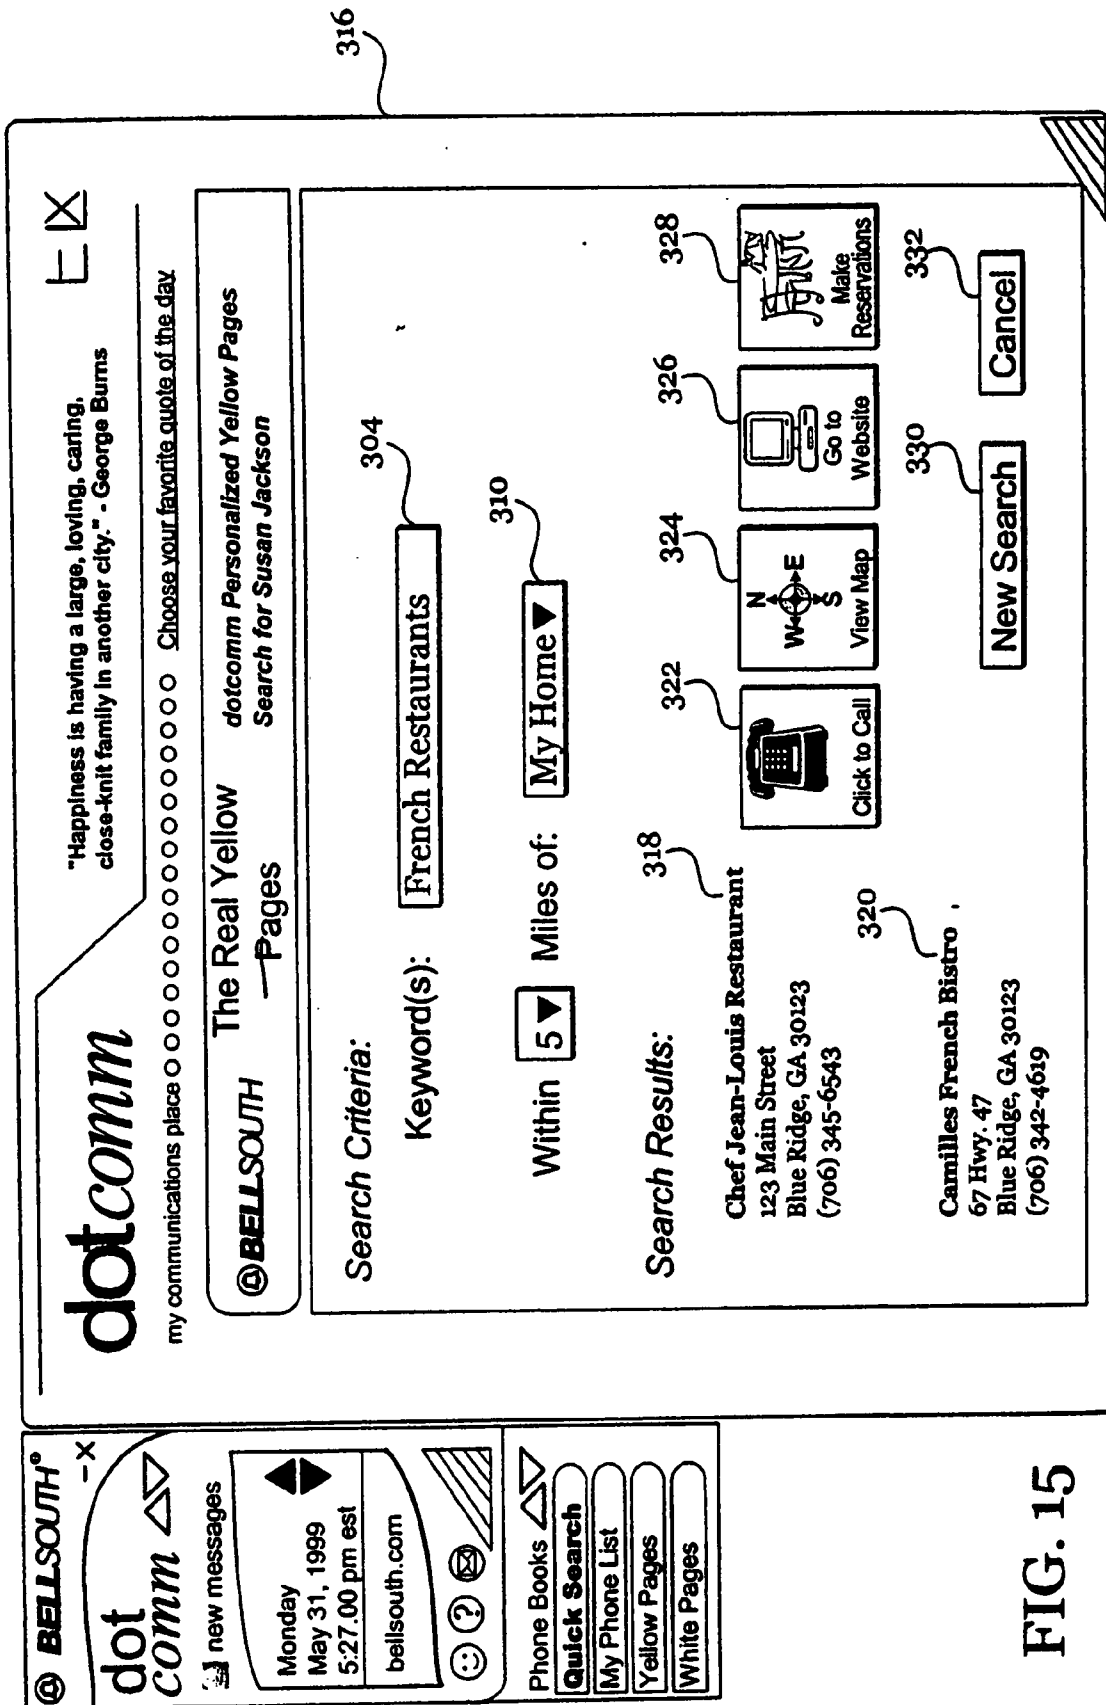 BELLSOUTH®
-X
dot
comm
new messages
Monday
May 31, 1999
5:27.00 pm est
bellsouth.com
?
Phone Books
Quick Search
My Phone List
Yellow Pages
White Pages
dotcomm
"Happiness is having a large, loving, caring,
close-knit family in another city." - George Burns
my communications place
Choose your favorite quote of the day
BELLSOUTH
The Real Yellow
Pages
dotcomm Personalized Yellow Pages
Search for Susan Jackson
316
Search Criteria:
Keyword(s): French Restaurants
304
Within 5 ▼ Miles of: My Home ▼
310
Search Results:
318
Chef Jean-Louis Restaurant
123 Main Street
Blue Ridge, GA 30123
(706) 345-6543
322
Click to Call
324
N
W E
S
View Map
326
Go to
Website
328
Make
Reservations
320
Camilles French Bistro
67 Hwy. 47
Blue Ridge, GA 30123
(706) 342-4619
330
New Search
332
Cancel
FIG. 15